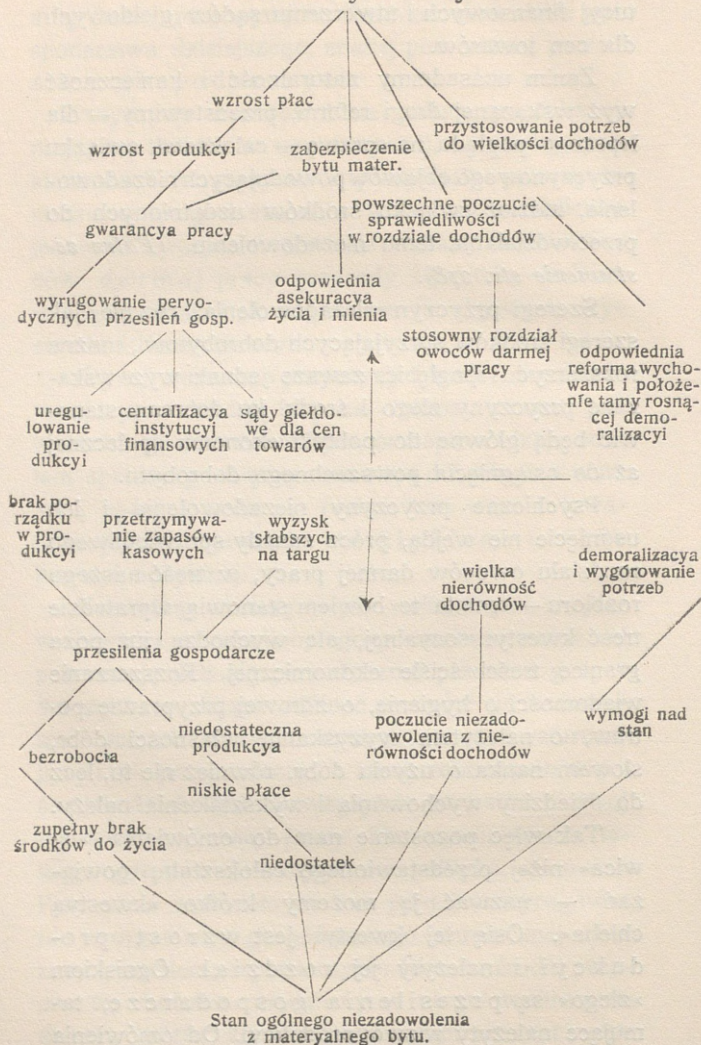 wzrost płac
wzrost produkcyi
zabezpieczenie
bytu mater.
przystosowanie potrzeb
do wielkości dochodów
gwarancya pracy
powszechne poczucie
sprawiedliwości
w rozdziale dochodów
wyrugowanie peryo-
dycznych przesileń gosp.
odpowiednia
asekuracya
życia i mienia
stosowny rozdział
owoców darmej
pracy
odpowiednia
reforma wycho-
wania i położe-
nie tamy rosną-
cej demo-
ralizacyi
uregu-
lowanie
pro-
dukcyi
centralizacya
instytucyj
finansowych
sądy giełdo-
we dla cen
towarów
brak po-
rządku
w pro-
dukcyi
przetrzymywa-
nie zapasów
kasowych
wyzysk
słabszych
na targu
wielka
nierówność
dochodów
demoralizacya
i wygórowanie
potrzeb
przesilenia gospodarcze
bezrobocia
niedostateczna
produkcya
poczucie niezado-
wolenia z nie-
równości dochodów
wymogi nad
stan
niskie płace
zupełny brak
środków do życia
niedostatek
Stan ogólnego niezadowolenia
z materyalnego bytu.